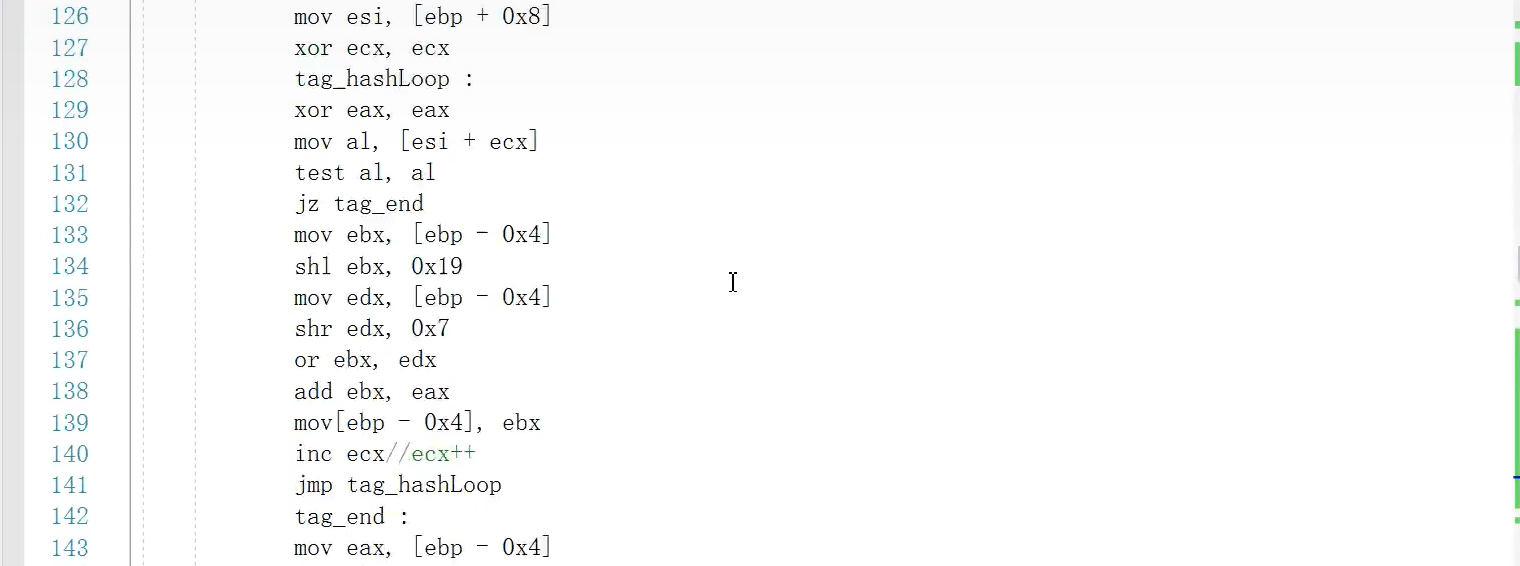 126 mov esi, [ebp + 0x8]
127 xor ecx, ecx
128 tag_hashLoop :
129 xor eax, eax
130 mov al, [esi + ecx]
131 test al, al
132 jz tag_end
133 mov ebx, [ebp - 0x4]
134 shl ebx, 0x19
135 mov edx, [ebp - 0x4]
136 shr edx, 0x7
137 or ebx, edx
138 add ebx, eax
139 mov[ebp - 0x4], ebx
140 inc ecx//ecx++
141 jmp tag_hashLoop
142 tag_end :
143 mov eax, [ebp - 0x4]